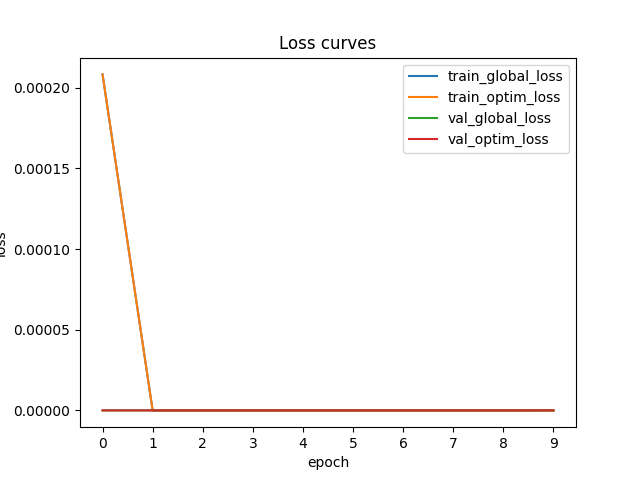 Loss curves
train_global_loss
train_optim_loss
val_global_loss
val_optim_loss
0.00020
0.00015
0.00010
0.00005
0.00000
loss
0 1 2 3 4 5 6 7 8 9
epoch